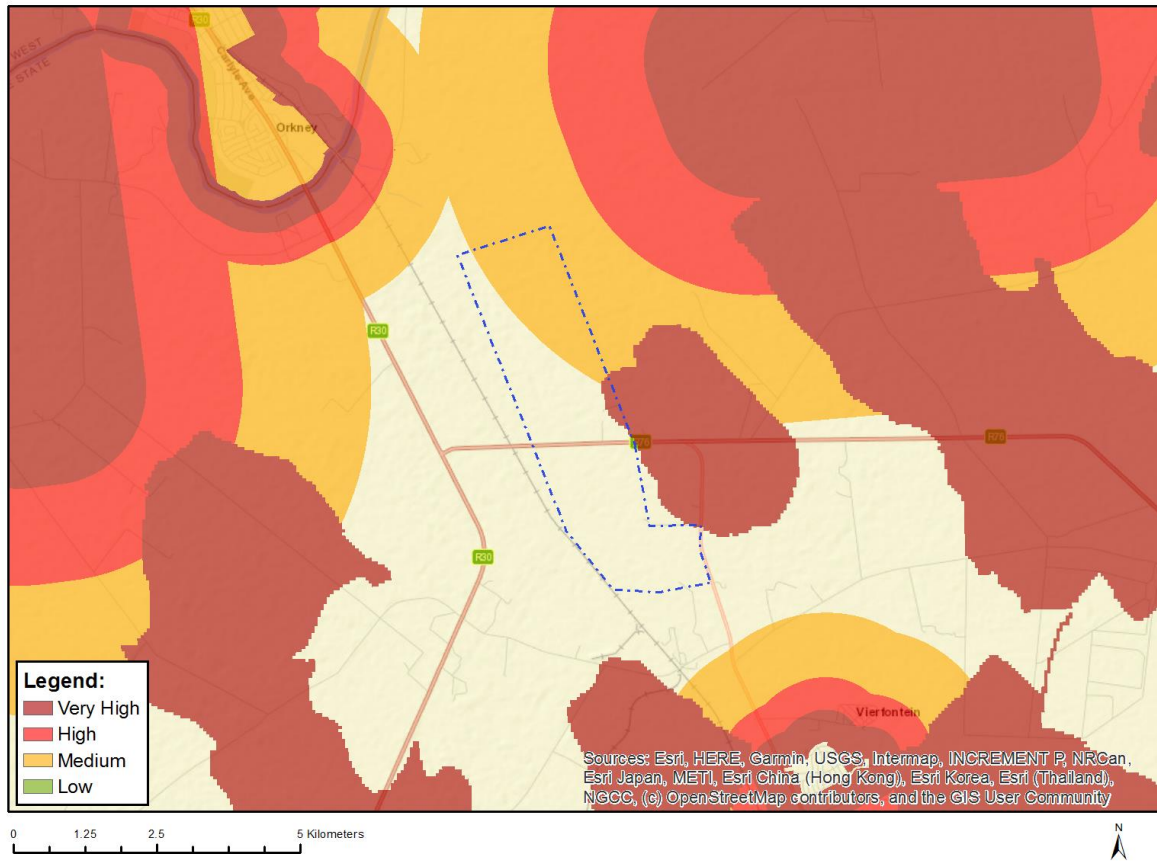 R30
WEST
STATE
Carlyle Ave
Orkney
R30
R76
R76
R30
Vierfontein
Legend:
Very High
High
Medium
Low
Sources: Esri, HERE, Garmin, USGS, Intermap, INCREMENT P, NRCan,
Esri Japan, METI, Esri China (Hong Kong), Esri Korea, Esri (Thailand),
NGCC, (c) OpenStreetMap contributors, and the GIS User Community
0 1.25 2.5 5 Kilometers
N